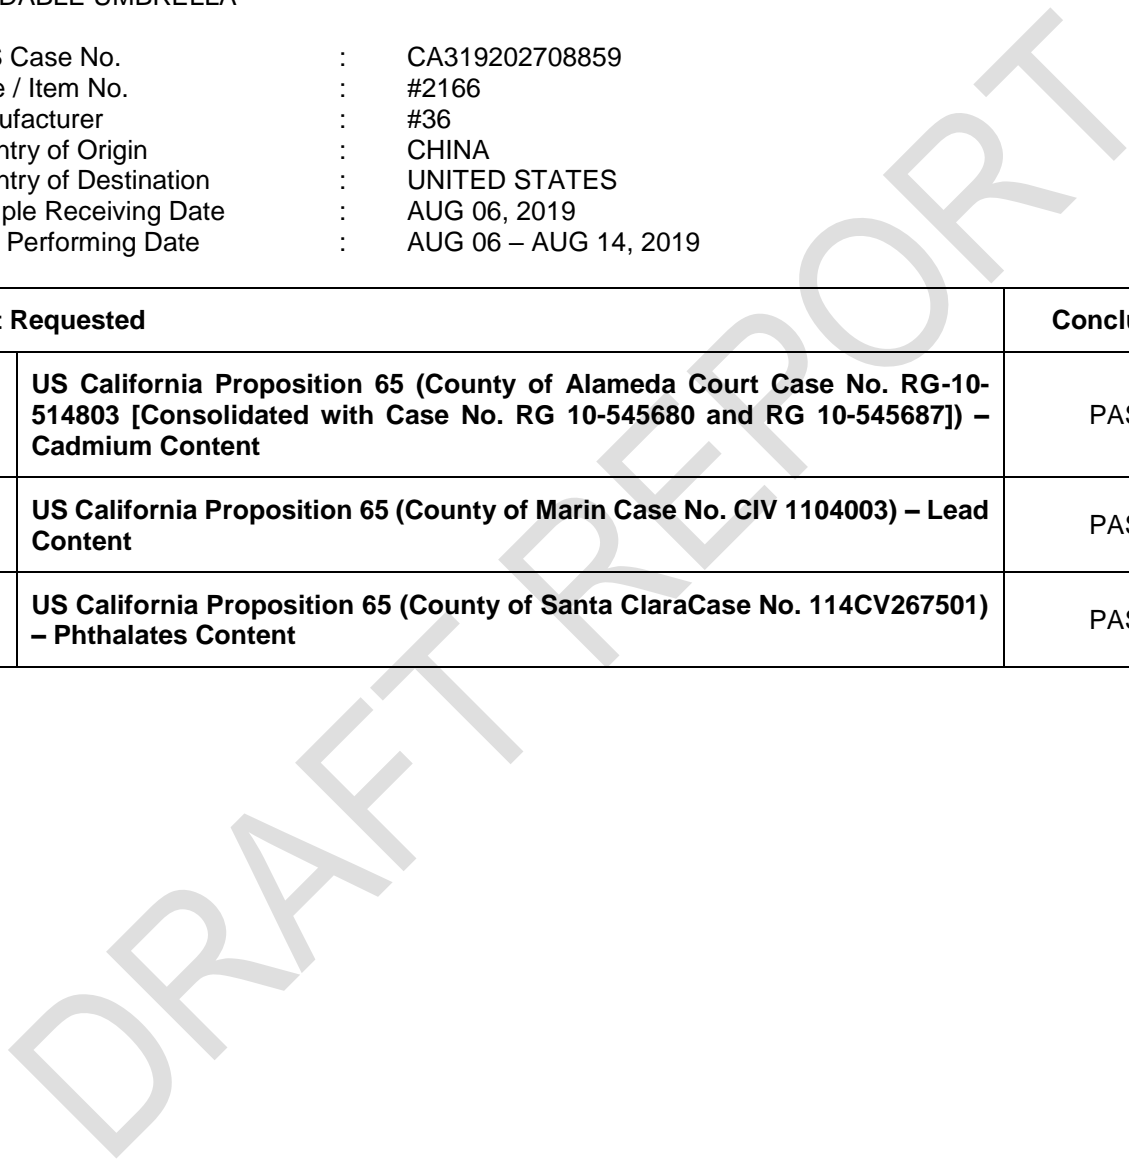 DABLE UMBRELLA
S Case No. : CA319202708859
e / Item No. : #2166
ufacturer : #36
ntry of Origin : CHINA
ntry of Destination : UNITED STATES
ple Receiving Date : AUG 06, 2019
Performing Date : AUG 06 – AUG 14, 2019
: Requested Conclu
US California Proposition 65 (County of Alameda Court Case No. RG-10-
514803 [Consolidated with Case No. RG 10-545680 and RG 10-545687]) –
Cadmium Content
PAS
US California Proposition 65 (County of Marin Case No. CIV 1104003) – Lead
Content
PAS
US California Proposition 65 (County of Santa ClaraCase No. 114CV267501)
– Phthalates Content
PAS
DRAFT REPORT